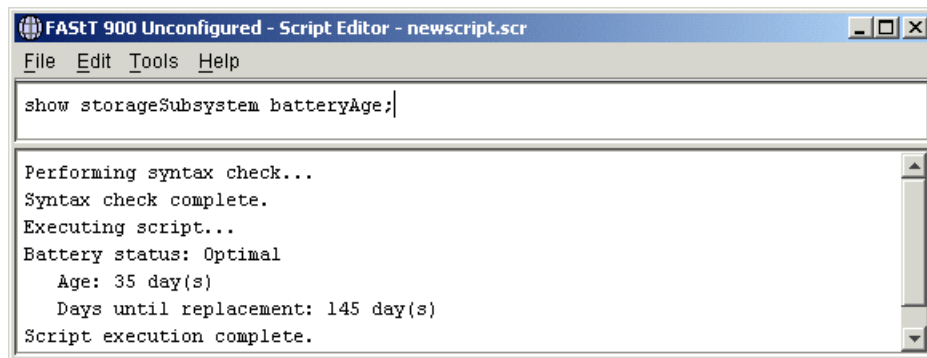 FAStT 900 Unconfigured - Script Editor - newscript.scr
File Edit Tools Help
show storageSubsystem batteryAge;
Performing syntax check...
Syntax check complete.
Executing script...
Battery status: Optimal
Age: 35 day(s)
Days until replacement: 145 day(s)
Script execution complete.